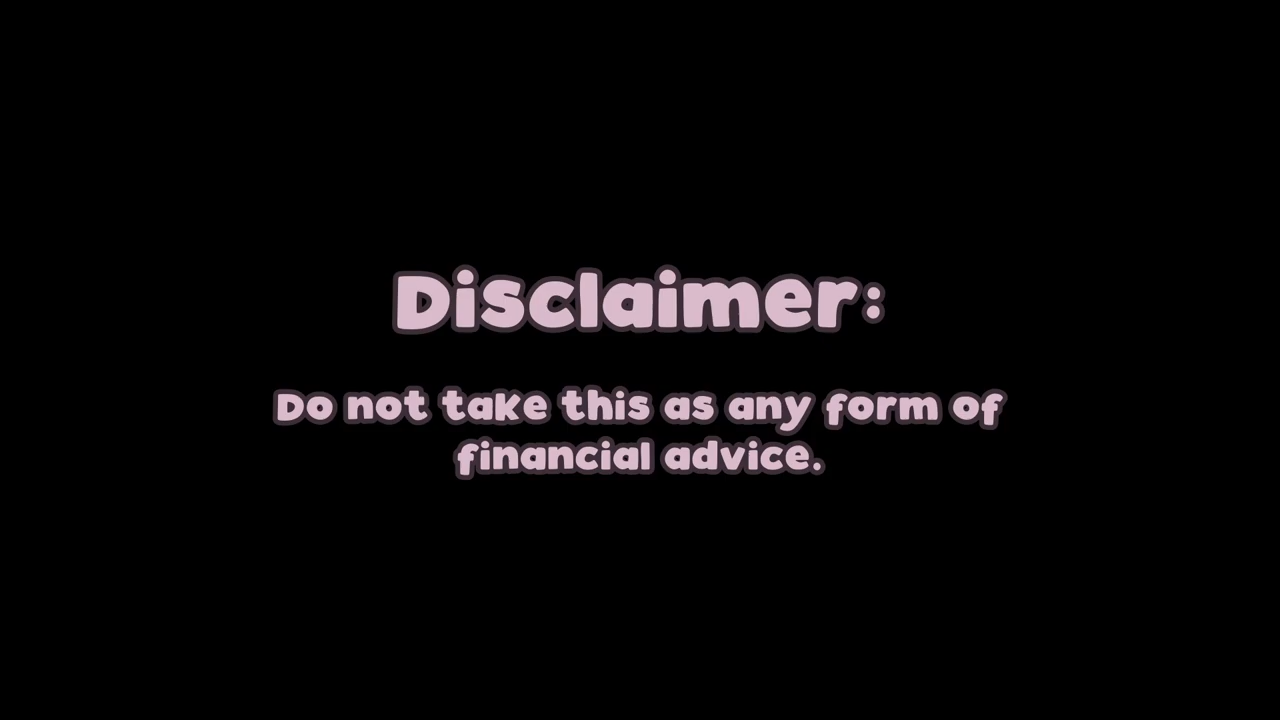 Disclaimer:
Do not take this as any form of
financial advice.